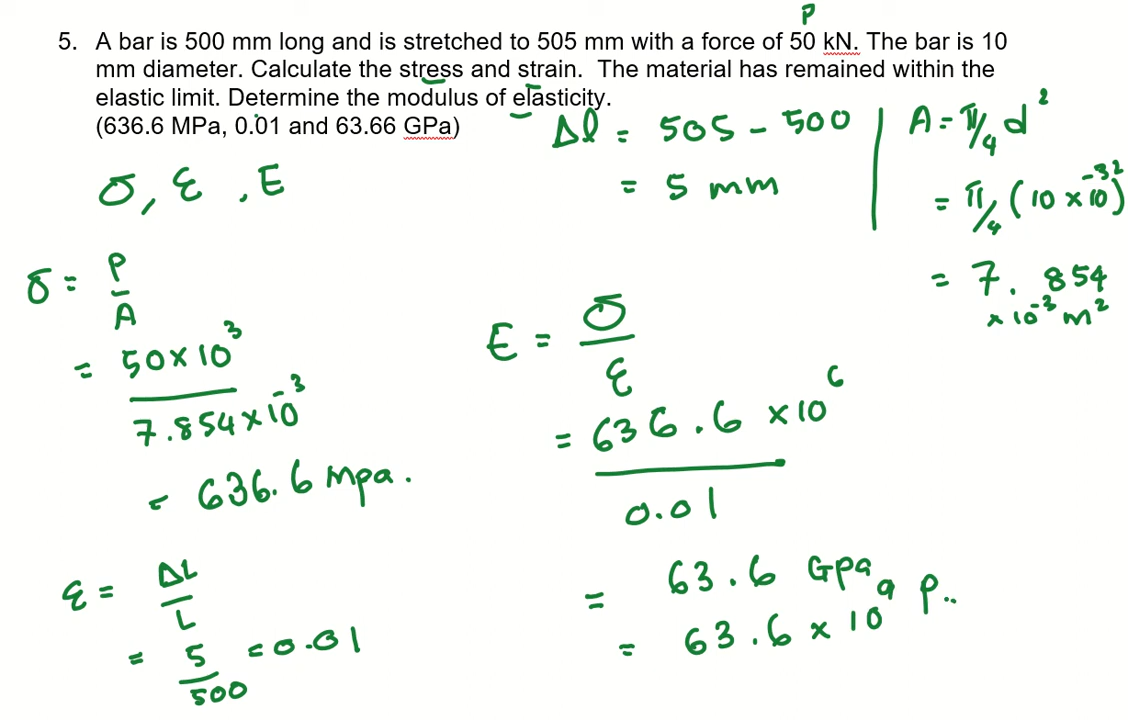 P
5. A bar is 500 mm long and is stretched to 505 mm with a force of 50 kN. The bar is 10
mm diameter. Calculate the stress and strain. The material has remained within the
elastic limit. Determine the modulus of elasticity.
(636.6 MPa, 0.01 and 63.66 GPa)
σ, ε, E
Δl = 505 - 500
= 5 mm
A = π/4 d²
= π/4 (10 x 10⁻³)²
= 7.854
x 10⁻³ m²
σ = P/A
= 50 x 10³ / 7.854 x 10⁻³
= 636.6 Mpa.
ε = ΔL/L
= 5/500 = 0.01
E = σ/ε
= 636.6 x 10⁶ / 0.01
= 63.6 Gpa
= 63.6 x 10⁹ P..